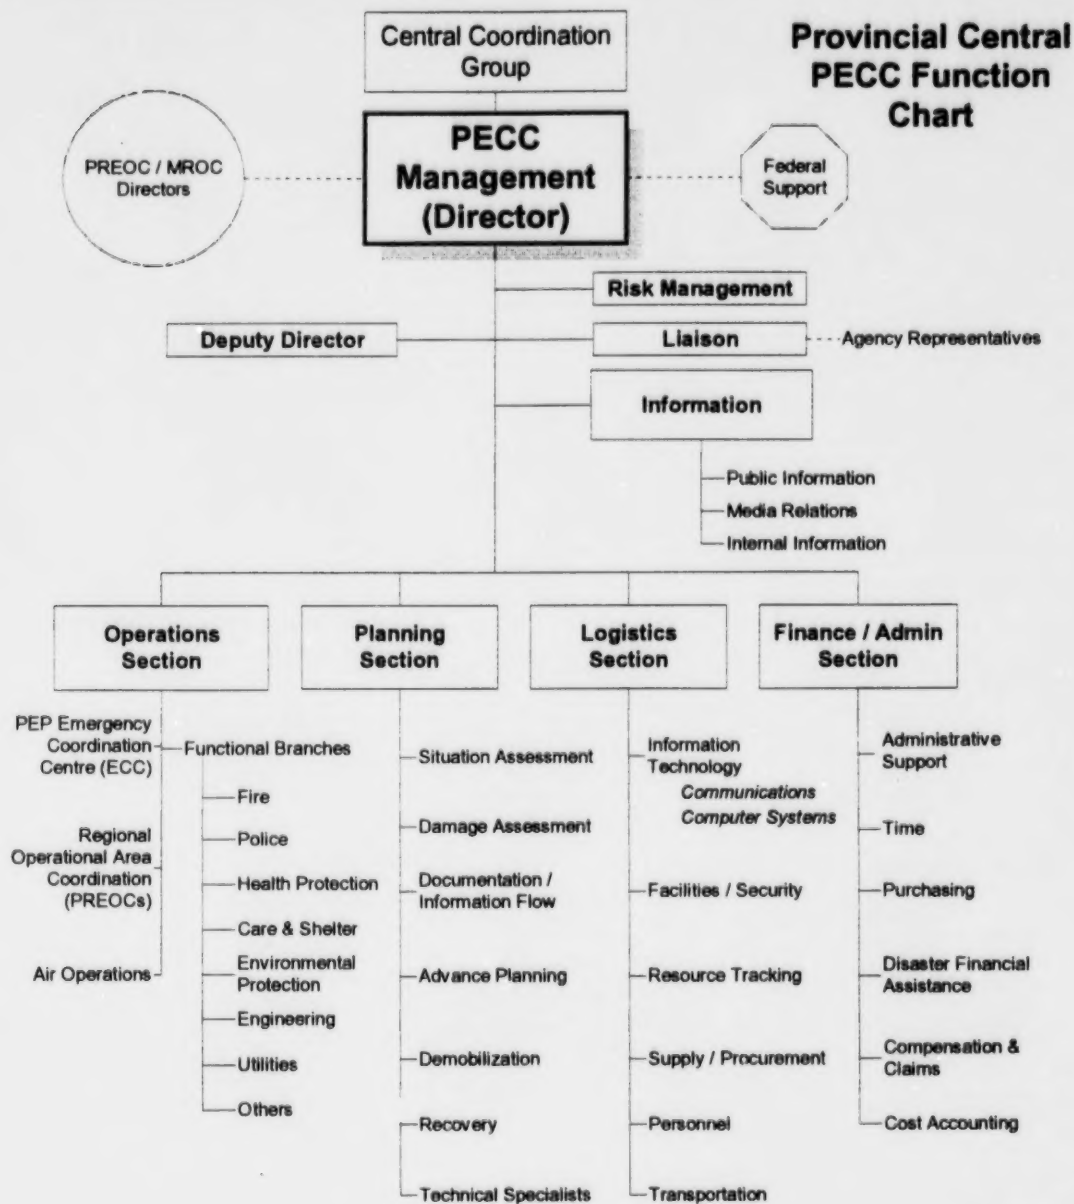 Provincial Central
PECC Function
Chart
Central Coordination
Group
PECC
Management
(Director)
PREOC / MROC
Directors
Federal
Support
Risk Management
Deputy Director
Liaison
Agency Representatives
Information
Public Information
Media Relations
Internal Information
Operations
Section
PEP Emergency
Coordination
Centre (ECC)
Regional
Operational Area
Coordination
(PREOCs)
Air Operations
Functional Branches
Fire
Police
Health Protection
Care & Shelter
Environmental
Protection
Engineering
Utilities
Others
Planning
Section
Situation Assessment
Damage Assessment
Documentation /
Information Flow
Advance Planning
Demobilization
Recovery
Technical Specialists
Logistics
Section
Information
Technology
Communications
Computer Systems
Facilities / Security
Resource Tracking
Supply / Procurement
Personnel
Transportation
Finance / Admin
Section
Administrative
Support
Time
Purchasing
Disaster Financial
Assistance
Compensation &
Claims
Cost Accounting